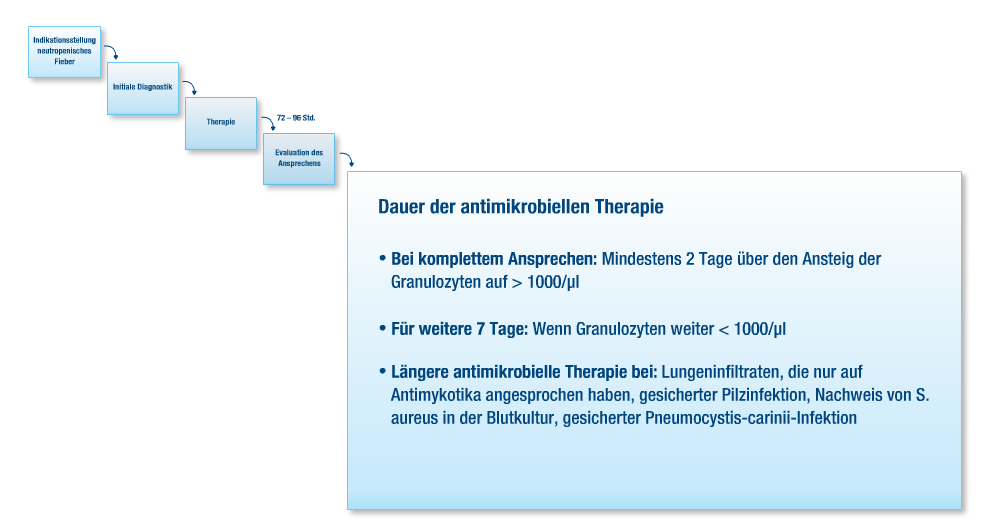 Indikationsstellung
neutropenisches
Fieber
Initiale Diagnostik
Therapie
72 – 96 Std.
Evaluation des
Ansprechens
Dauer der antimikrobiellen Therapie
• Bei komplettem Ansprechen: Mindestens 2 Tage über den Ansteig der
Granulozyten auf > 1000/µl
• Für weitere 7 Tage: Wenn Granulozyten weiter < 1000/µl
• Längere antimikrobielle Therapie bei: Lungeninfiltraten, die nur auf
Antimykotika angesprochen haben, gesicherter Pilzinfektion, Nachweis von S.
aureus in der Blutkultur, gesicherter Pneumocystis-carinii-Infektion